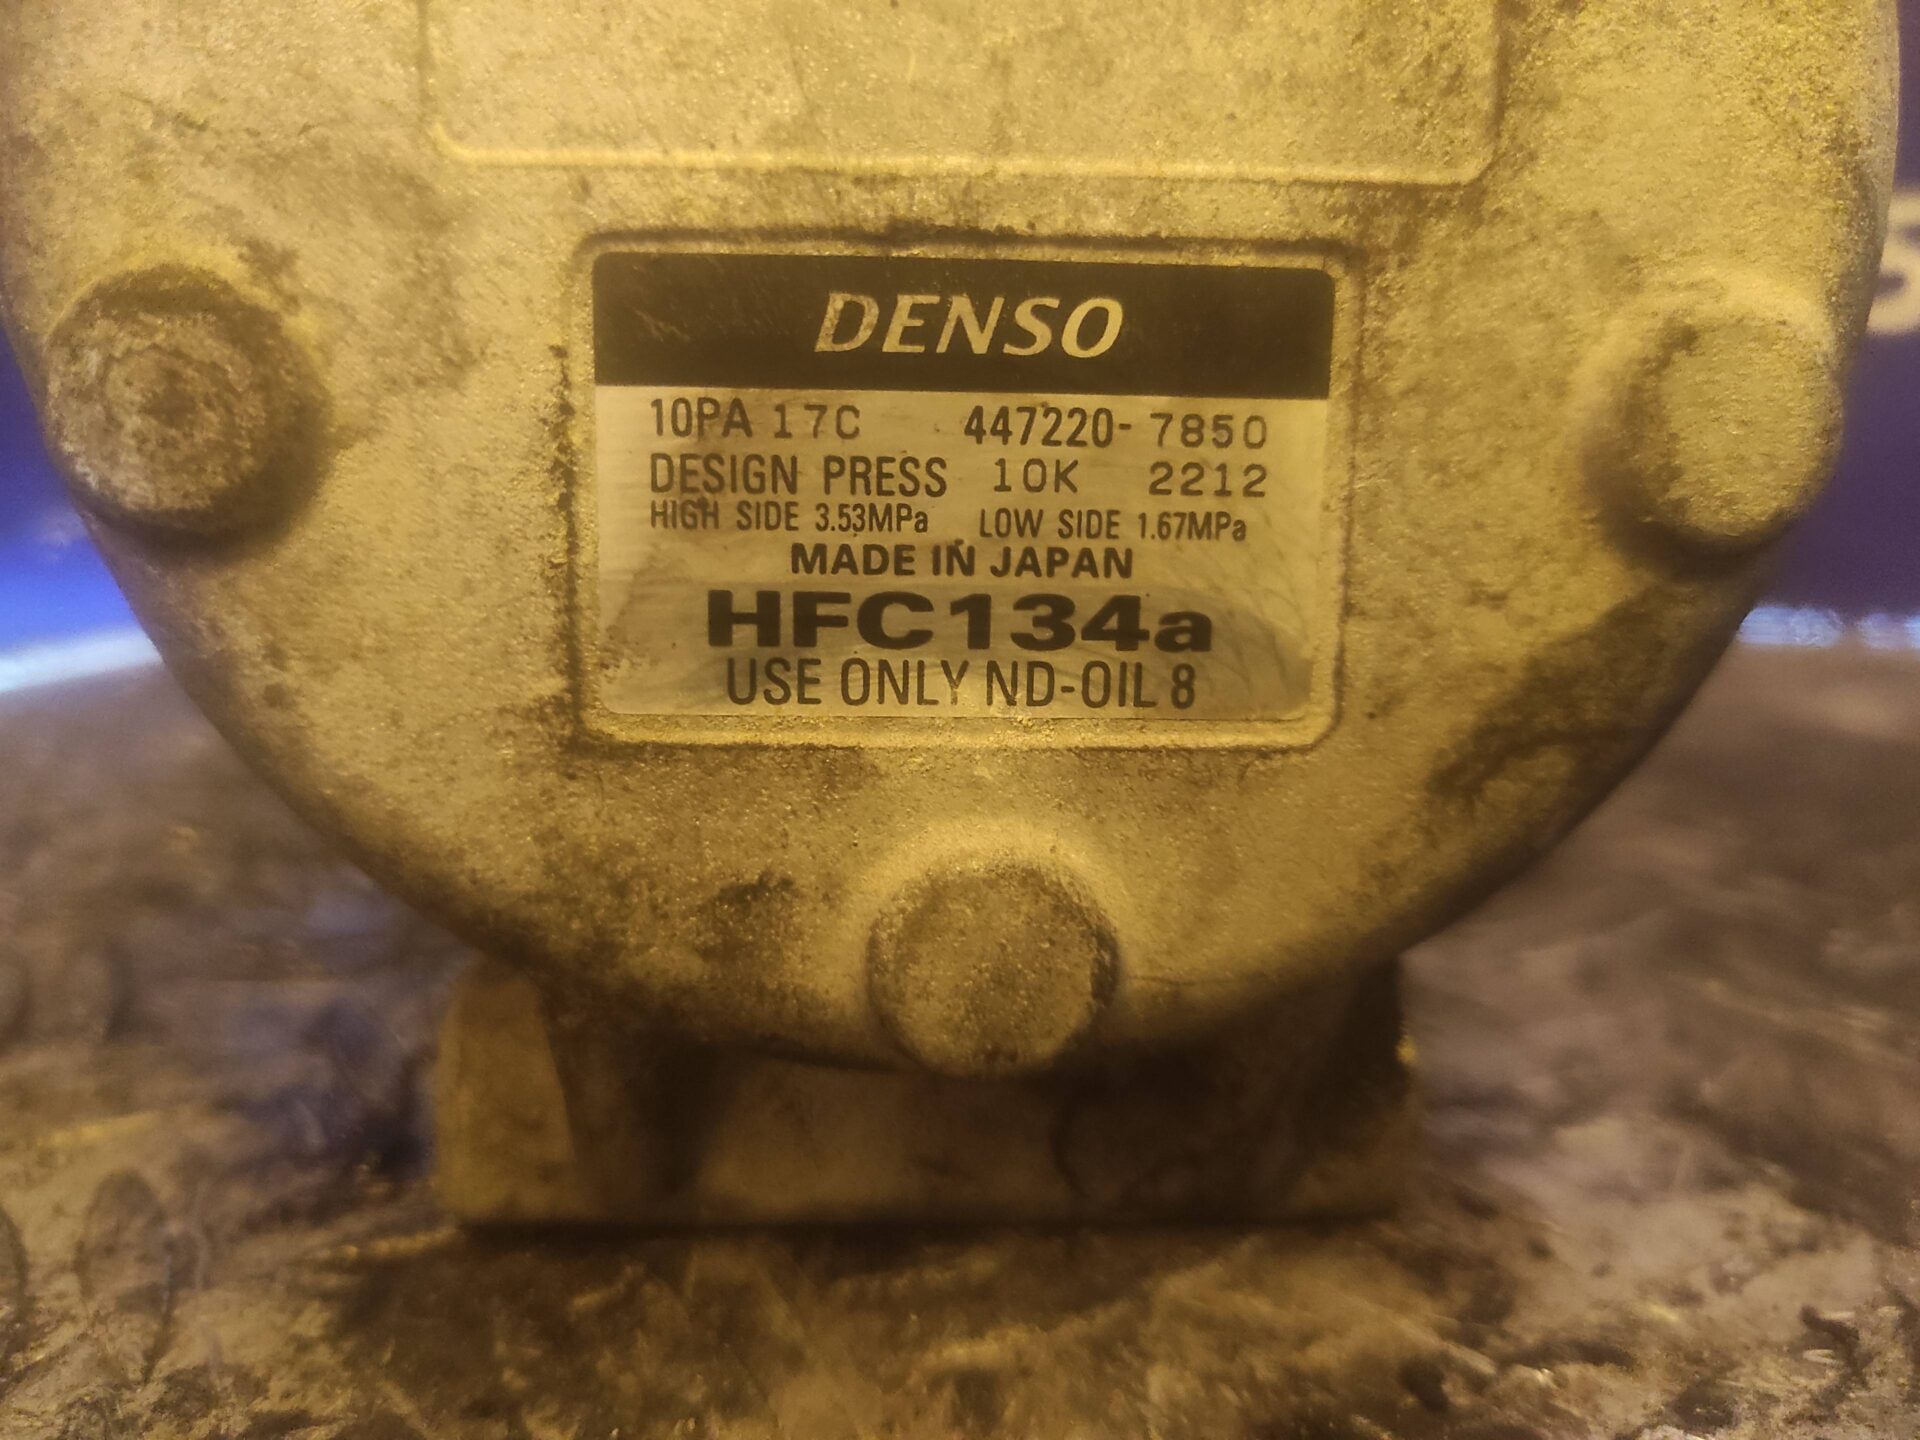 DENSO
10PA 17C 447220-7850
DESIGN PRESS 10K 2212
HIGH SIDE 3.53MPa LOW SIDE 1.67MPa
MADE IN JAPAN
HFC134a
USE ONLY ND-OIL 8
S